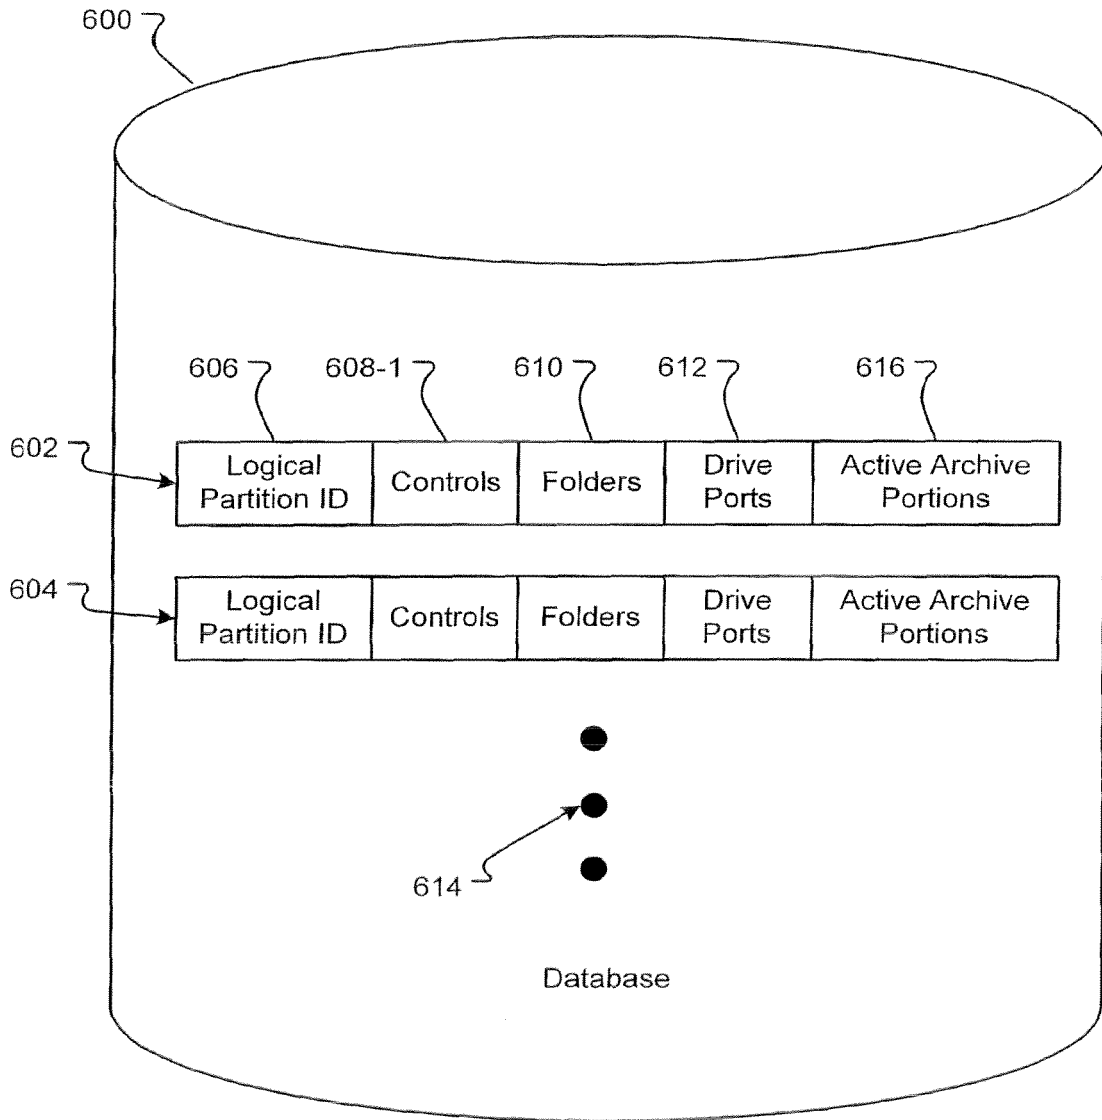 600
606
608-1
610
612
616
602
Logical
Partition ID
Controls
Folders
Drive
Ports
Active Archive
Portions
604
Logical
Partition ID
Controls
Folders
Drive
Ports
Active Archive
Portions
614
Database